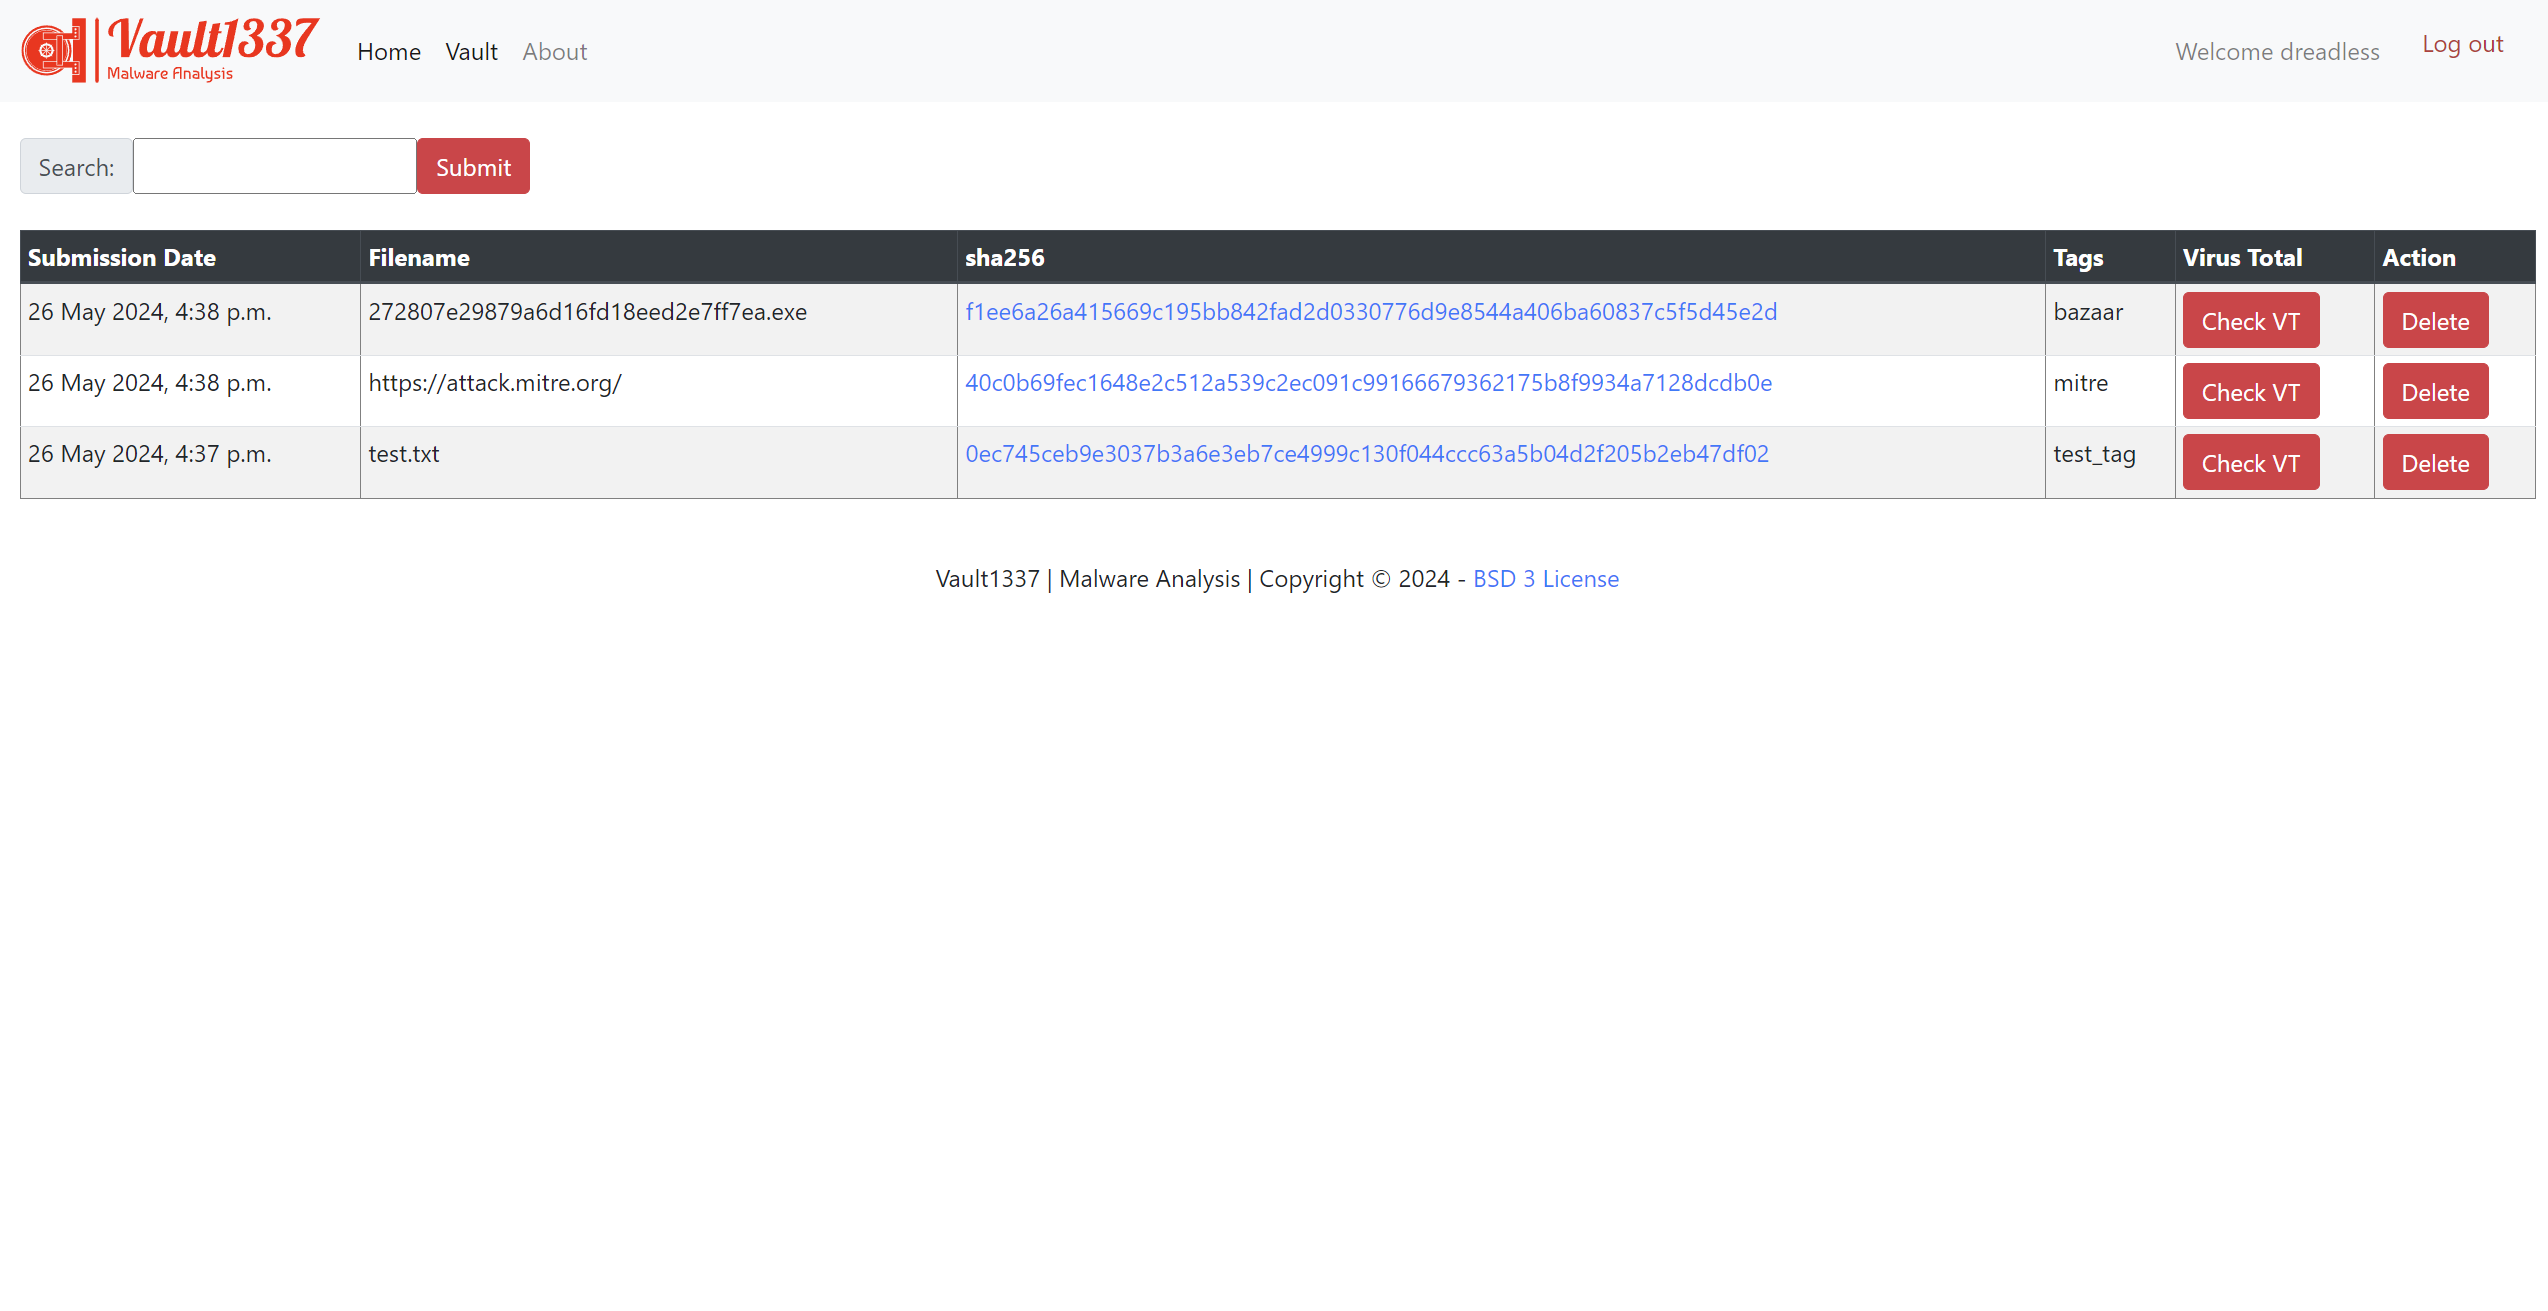 Vault1337
Malware Analysis
Home Vault About
Welcome dreadless Log out
Search: Submit
Submission Date Filename sha256 Tags Virus Total Action
26 May 2024, 4:38 p.m. 272807e29879a6d16fd18eed2e7ff7ea.exe f1ee6a26a415669c195bb842fad2d0330776d9e8544a406ba60837c5f5d45e2d bazaar Check VT Delete
26 May 2024, 4:38 p.m. https://attack.mitre.org/ 40c0b69fec1648e2c512a539c2ec091c99166679362175b8f9934a7128dcdb0e mitre Check VT Delete
26 May 2024, 4:37 p.m. test.txt 0ec745ceb9e3037b3a6e3eb7ce4999c130f044ccc63a5b04d2f205b2eb47df02 test_tag Check VT Delete
Vault1337 | Malware Analysis | Copyright © 2024 - BSD 3 License